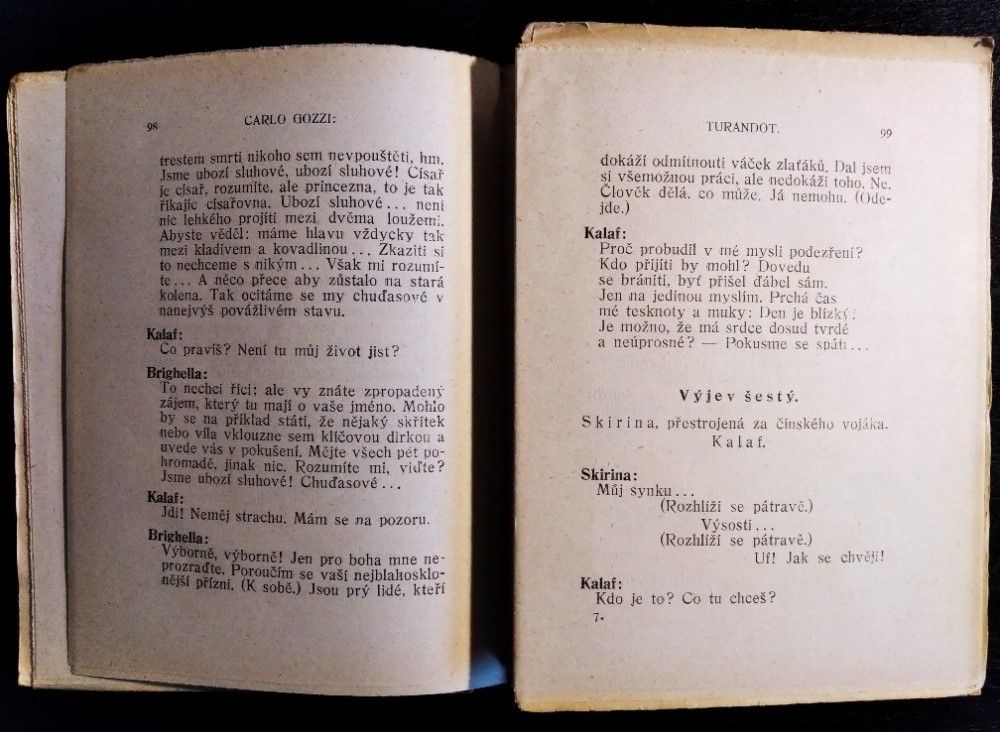 98
CARLO GOZZI:
trestem smrti nikoho sem nevpouštěti, hm.
Jsme ubozí sluhové, ubozí sluhové! Císař
je císař, rozumíte, ale princezna, to je tak
říkajíc císařovna. Ubozí sluhové... není
nic lehkého projíti mezi dvěma loužemi.
Abyste věděl: máme hlavu vždycky tak
mezi kladivem a kovadlinou... Zkaziti si
to nechceme s nikým... Však mi rozumí-
te... A něco přece aby zůstalo na stará
kolena. Tak ocitáme se my chuďasové v
nanejvýš povážlivém stavu.
Kalaf:
Co pravíš? Není tu můj život jist?
Brighella:
To nechci říci; ale vy znáte zpropadený
zájem, který tu mají o vaše jméno. Mohlo
by se na příklad státi, že nějaký skřítek
nebo víla vklouzne sem klíčovou dirkou a
uvede vás v pokušení. Mějte všech pět po-
hromadě, jinak nic. Rozumíte mi, viďte?
Jsme ubozí sluhové! Chuďasové...
Kalaf:
Jdi! Neměj strachu. Mám se na pozoru.
Brighella:
Výborně, výborně! Jen pro boha mne ne-
prozraďte. Poroučím se vaší nejblahosklo-
nější přízni. (K sobě.) Jsou prý lidé, kteří
TURANDOT.
99
dokáží odmítnouti váček zlaťáků. Dal jsem
si všemožnou práci, ale nedokáži toho. Ne.
Člověk dělá, co může. Já nemohu. (Ode-
jde.)
Kalaf:
Proč probudil v mé mysli podezření?
Kdo přijíti by mohl? Dovedu
se brániti, byť přišel ďábel sám.
Jen na jedinou myslím. Prchá čas
mé tesknoty a muky: Den je blízký.
Je možno, že má srdce dosud tvrdé
a neúprosné? — Pokusme se spáti...
Výjev šestý.
Skirina, přestrojená za čínského vojáka.
Kalaf.
Skirina:
Můj synku...
(Rozhlíží se pátravě.)
Výsosti...
(Rozhlíží se pátravě.)
Uf! Jak se chvěji!
Kalaf:
Kdo je to? Co tu chceš?
7*